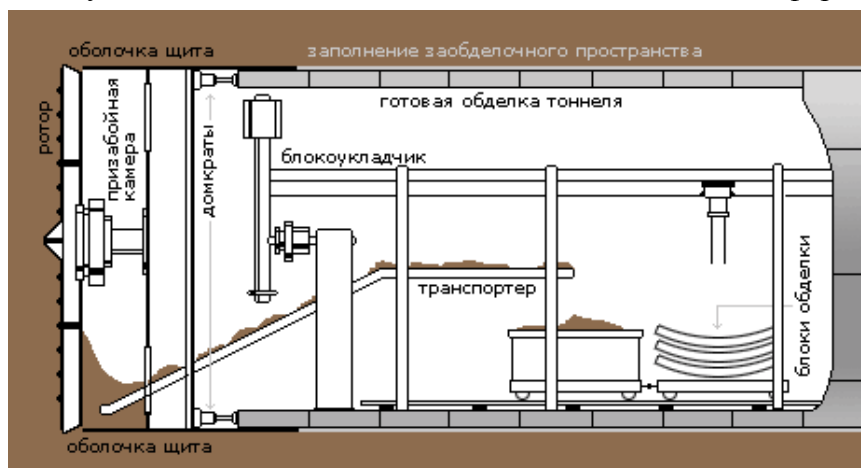 оболочка щита
заполнение заобделочного пространства
готовая обделка тоннеля
ротор
призабойная
камера
домкраты
блокоукладчик
транспортер
блоки обделки
оболочка щита